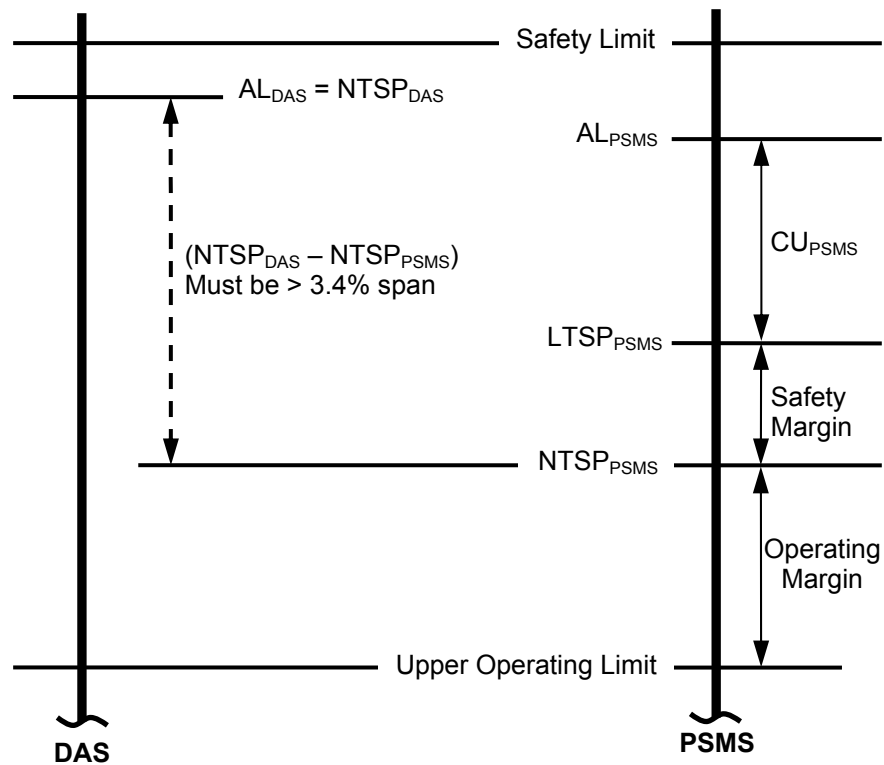 Safety Limit
AL_DAS = NTSP_DAS
AL_PSMS
CU_PSMS
(NTSP_DAS – NTSP_PSMS)
Must be > 3.4% span
LTSP_PSMS
Safety
Margin
NTSP_PSMS
Operating
Margin
Upper Operating Limit
DAS
PSMS